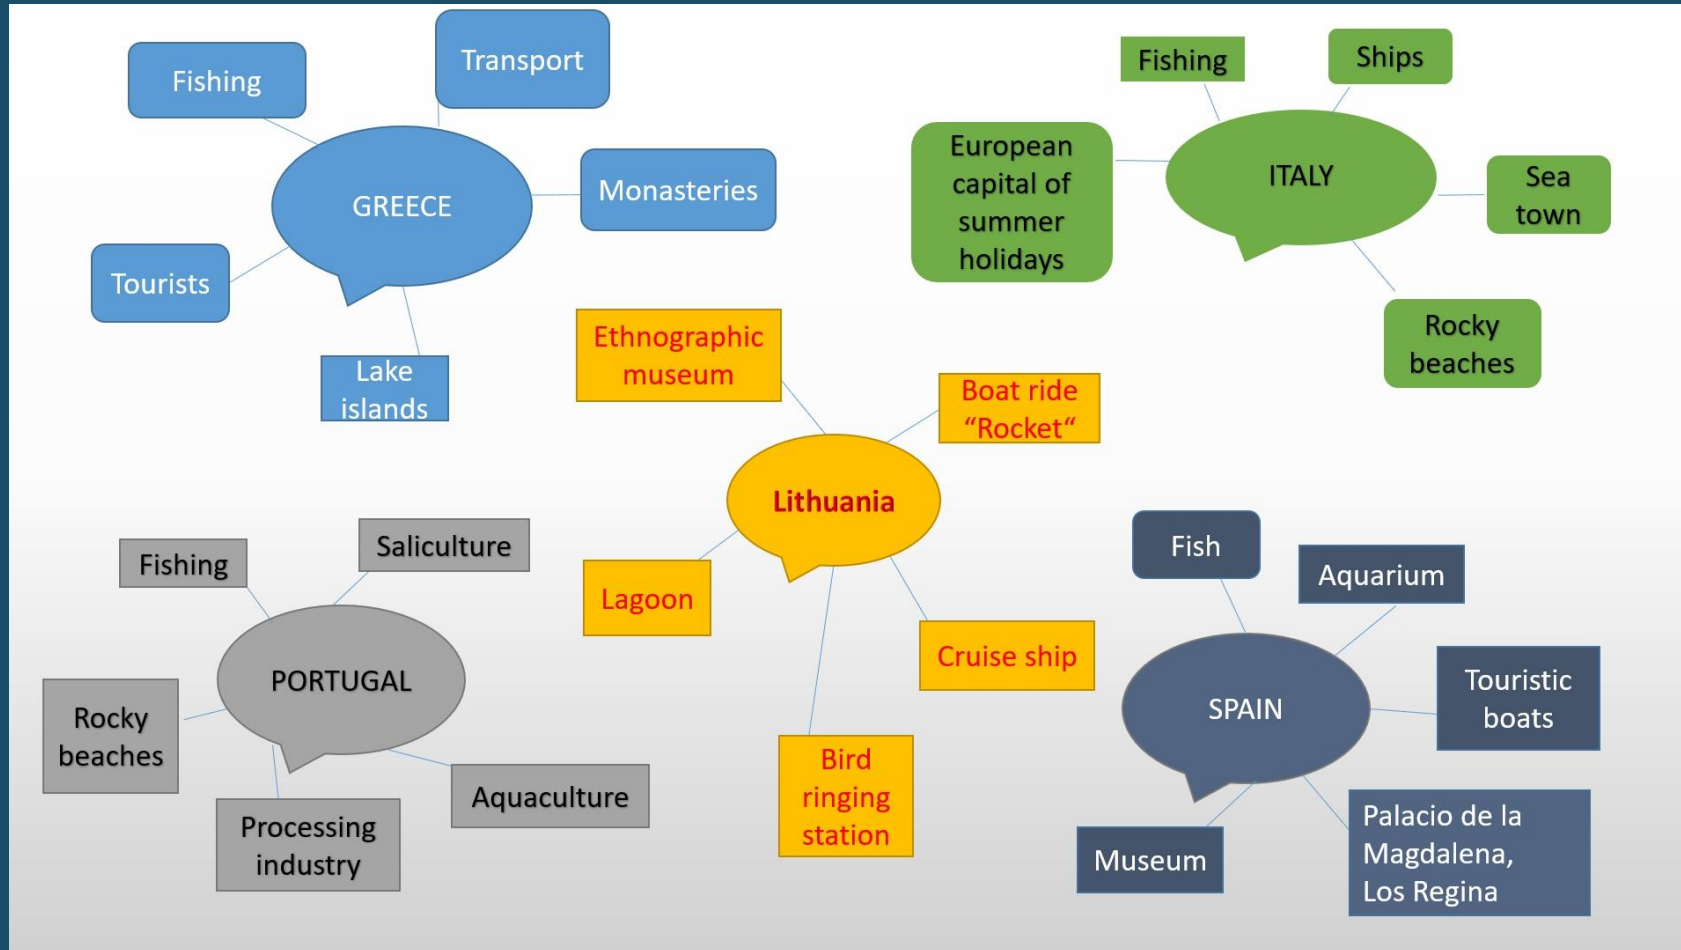 Fishing
Transport
GREECE
Monasteries
Tourists
Lake
islands
Fishing
Ships
European
capital of
summer
holidays
ITALY
Sea
town
Rocky
beaches
Ethnographic
museum
Boat ride
“Rocket“
Lithuania
Lagoon
Cruise ship
Bird
ringing
station
Fishing
Saliculture
PORTUGAL
Rocky
beaches
Processing
industry
Aquaculture
Fish
Aquarium
SPAIN
Touristic
boats
Museum
Palacio de la
Magdalena,
Los Regina